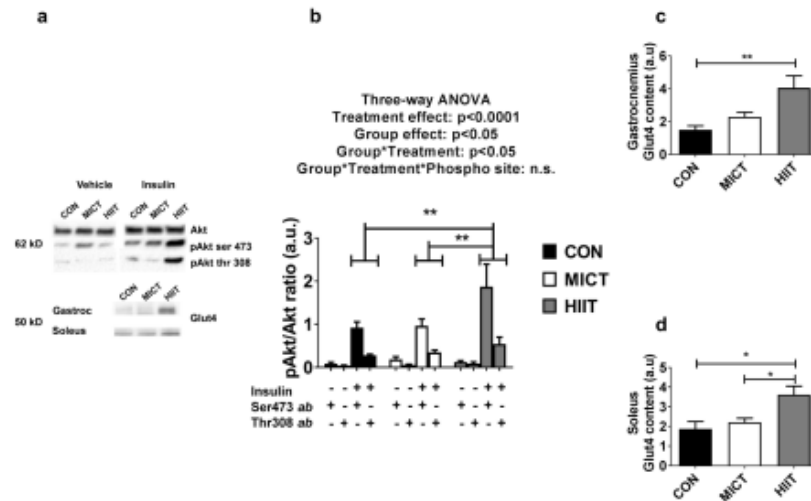 a
Vehicle Insulin
CON MICT HIIT CON MICT HIIT
Akt
62 kD
pAkt ser 473
pAkt thr 308
CON MICT HIIT
50 kD
Gastroc
Glut4
Soleus
b
Three-way ANOVA
Treatment effect: p<0.0001
Group effect: p<0.05
Group*Treatment: p<0.05
Group*Treatment*Phospho site: n.s.
**
**
pAkt/Akt ratio (a.u.)
3
2
1
0
Insulin - - + + - - + + - - + +
Ser473 ab + - + - + - + - + - + -
Thr308 ab - + - + - + - + - + - +
CON
MICT
HIIT
c
Gastrocnemius
Glut4 content (a.u)
6
4
2
0
**
CON MICT HIIT
d
Soleus
Glut4 content (a.u)
5
4
3
2
1
0
*
*
CON MICT HIIT